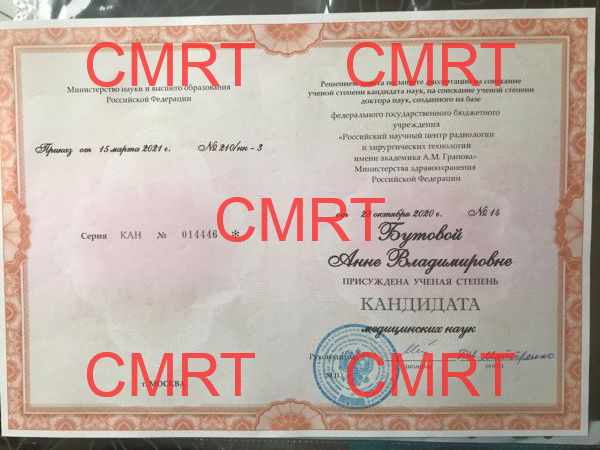 CMRT
CMRT
Министерство науки и высшего образования
Российской Федерации
Приказ от 15 марта 2021 г. № 210/нк - 3
Серия КАН № 014446 *
г. МОСКВА
Решением совета по защите диссертаций на соискание
ученой степени кандидата наук, на соискание ученой степени
доктора наук, созданного на базе
федерального государственного бюджетного
учреждения
«Российский научный центр радиологии
и хирургических технологий
имени академика А.М. Гранова»
Министерства здравоохранения
Российской Федерации
CMRT
от 28 октября 2020 г. № 14
Бутовой
Анне Владимировне
ПРИСУЖДЕНА УЧЕНАЯ СТЕПЕНЬ
КАНДИДАТА
медицинских наук
CMRT
CMRT
Руководитель
М.П.